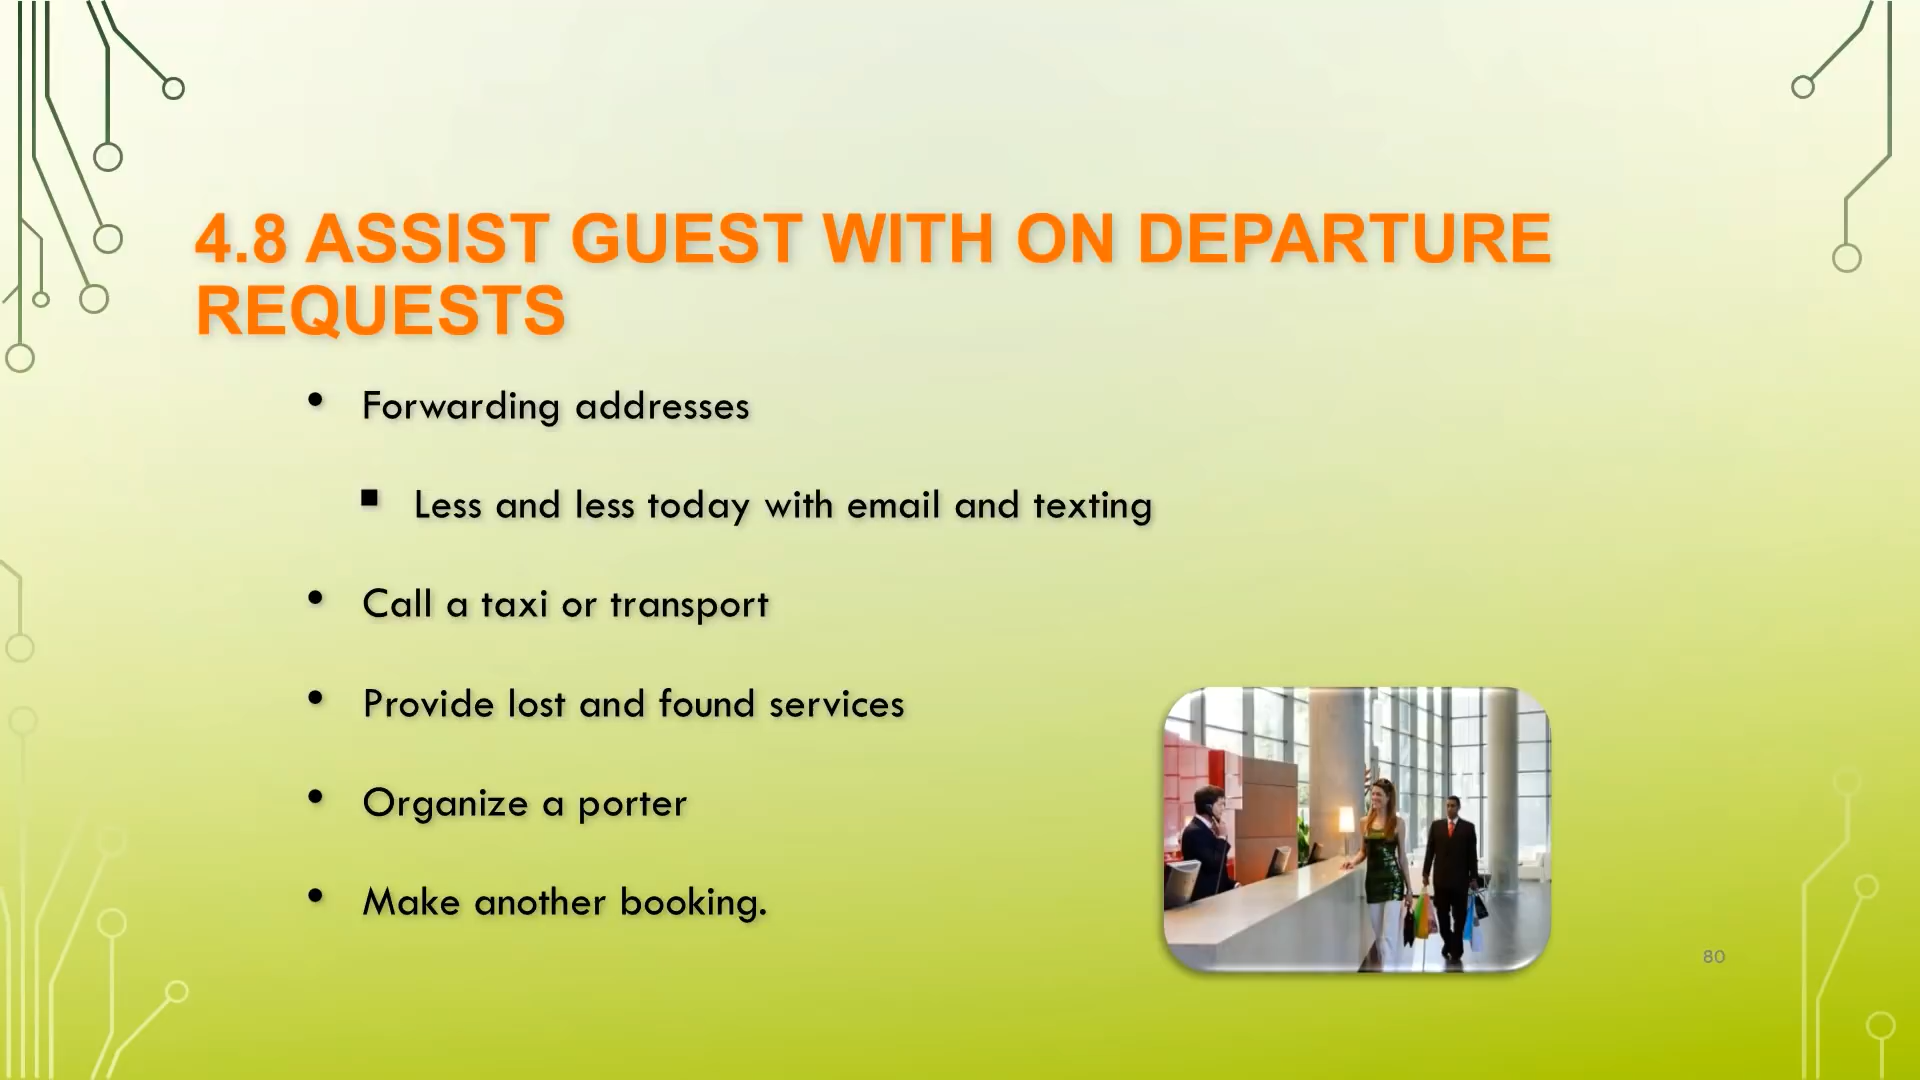 4.8 ASSIST GUEST WITH ON DEPARTURE
REQUESTS
• Forwarding addresses
▪ Less and less today with email and texting
• Call a taxi or transport
• Provide lost and found services
• Organize a porter
• Make another booking.
80